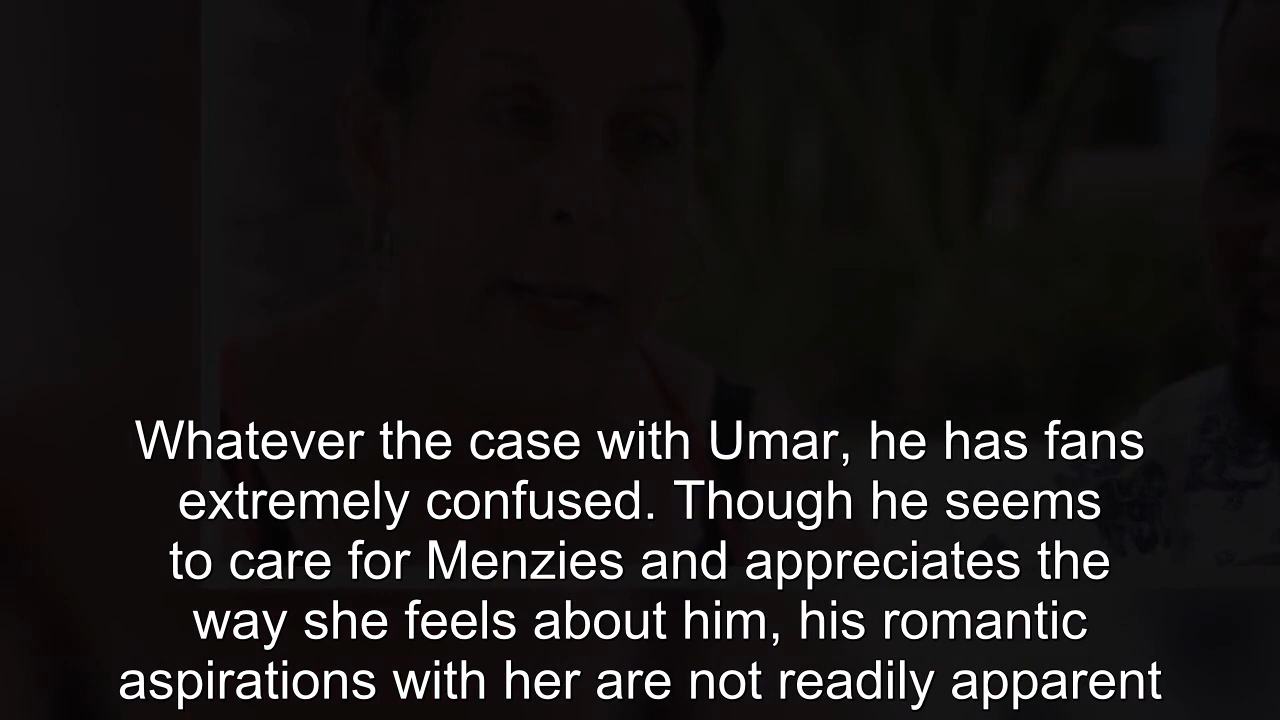 Whatever the case with Umar, he has fans
extremely confused. Though he seems
to care for Menzies and appreciates the
way she feels about him, his romantic
aspirations with her are not readily apparent